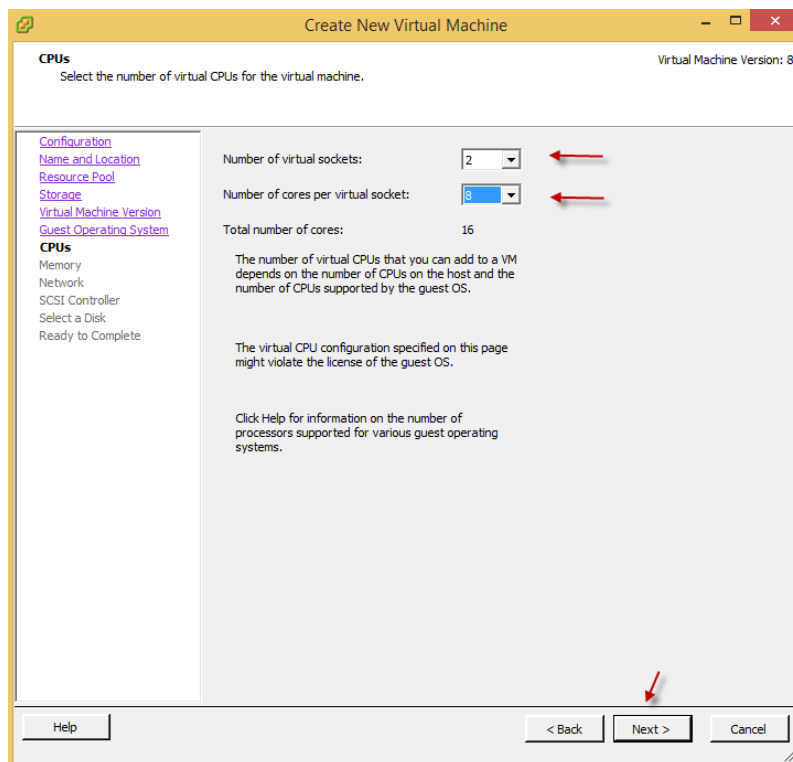 Create New Virtual Machine
CPUs
Select the number of virtual CPUs for the virtual machine.
Virtual Machine Version: 8
Configuration
Name and Location
Resource Pool
Storage
Virtual Machine Version
Guest Operating System
CPUs
Memory
Network
SCSI Controller
Select a Disk
Ready to Complete
Number of virtual sockets: 2
Number of cores per virtual socket: 8
Total number of cores: 16
The number of virtual CPUs that you can add to a VM
depends on the number of CPUs on the host and the
number of CPUs supported by the guest OS.
The virtual CPU configuration specified on this page
might violate the license of the guest OS.
Click Help for information on the number of
processors supported for various guest operating
systems.
Help
< Back
Next >
Cancel